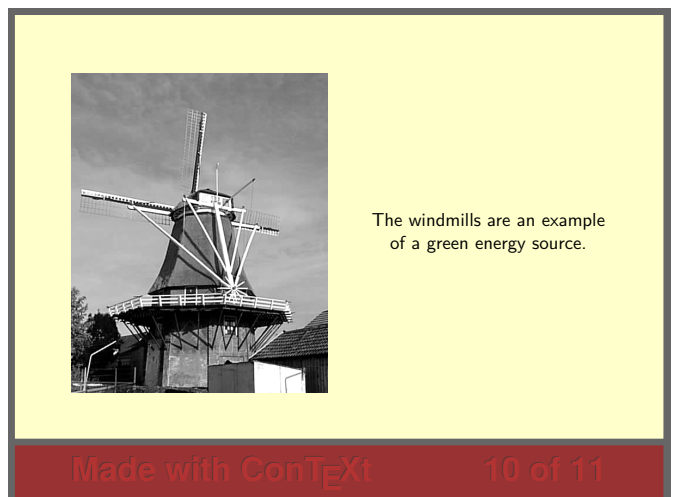 The windmills are an example
of a green energy source.
Made with ConTEXt 10 of 11